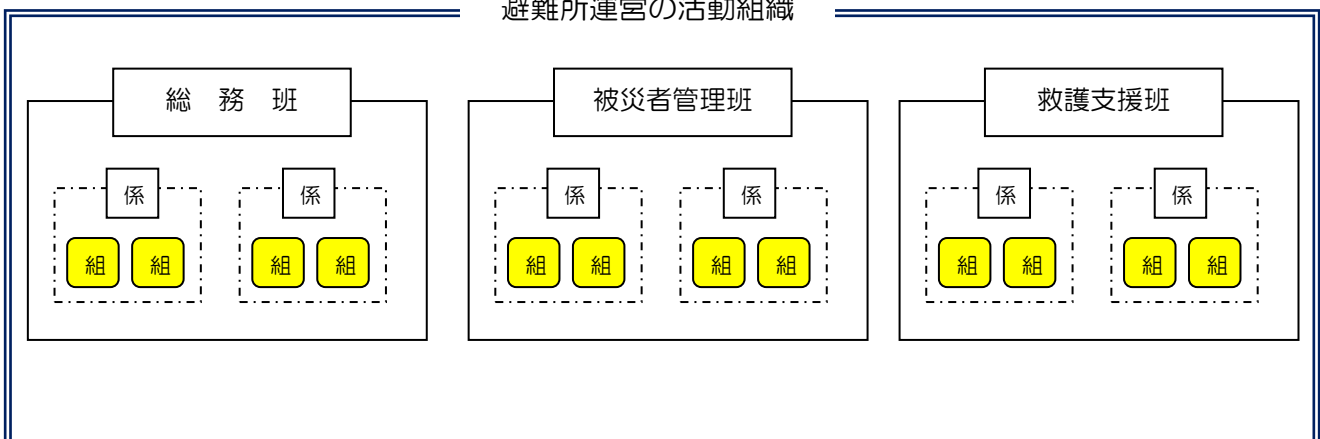 避難所運営の活動組織
総　務　班
被災者管理班
救護支援班
係 係 係 係 係 係
組 組 組 組 組 組 組 組 組 組 組 組